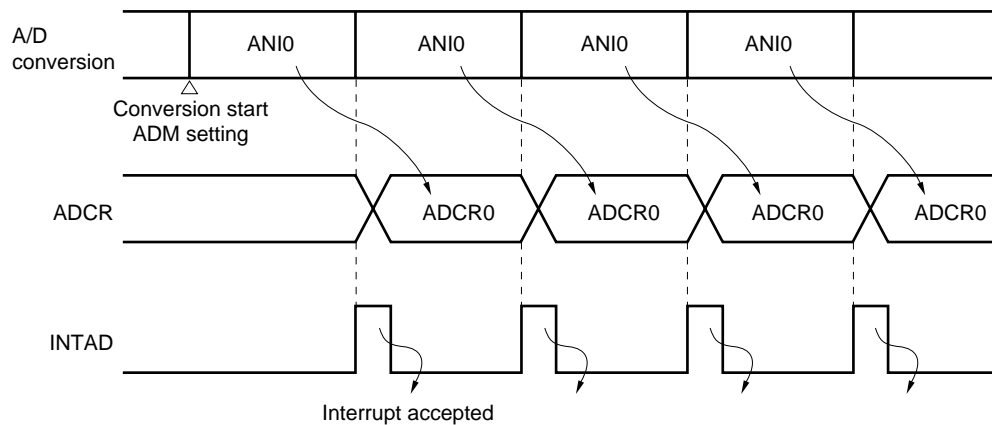 A/D
conversion
ANI0 ANI0 ANI0 ANI0
Conversion start
ADM setting
ADCR
ADCR0 ADCR0 ADCR0 ADCR0
INTAD
Interrupt accepted